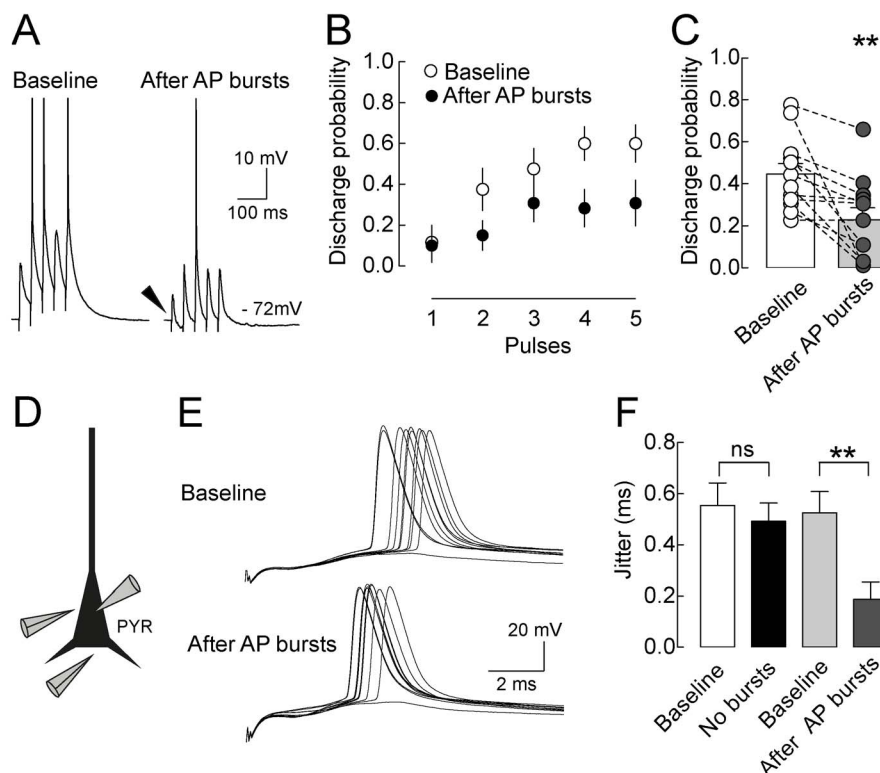 A
Baseline
After AP bursts
10 mV
100 ms
- 72mV
B
Discharge probability
1.0
0.8
0.6
0.4
0.2
0.0
Baseline
After AP bursts
1 2 3 4 5
Pulses
C
**
Discharge probability
1.0
0.8
0.6
0.4
0.2
0.0
Baseline
After AP bursts
D
PYR
E
Baseline
After AP bursts
20 mV
2 ms
F
Jitter (ms)
0.8
0.6
0.4
0.2
0.0
ns
**
Baseline
No bursts
Baseline
After AP bursts